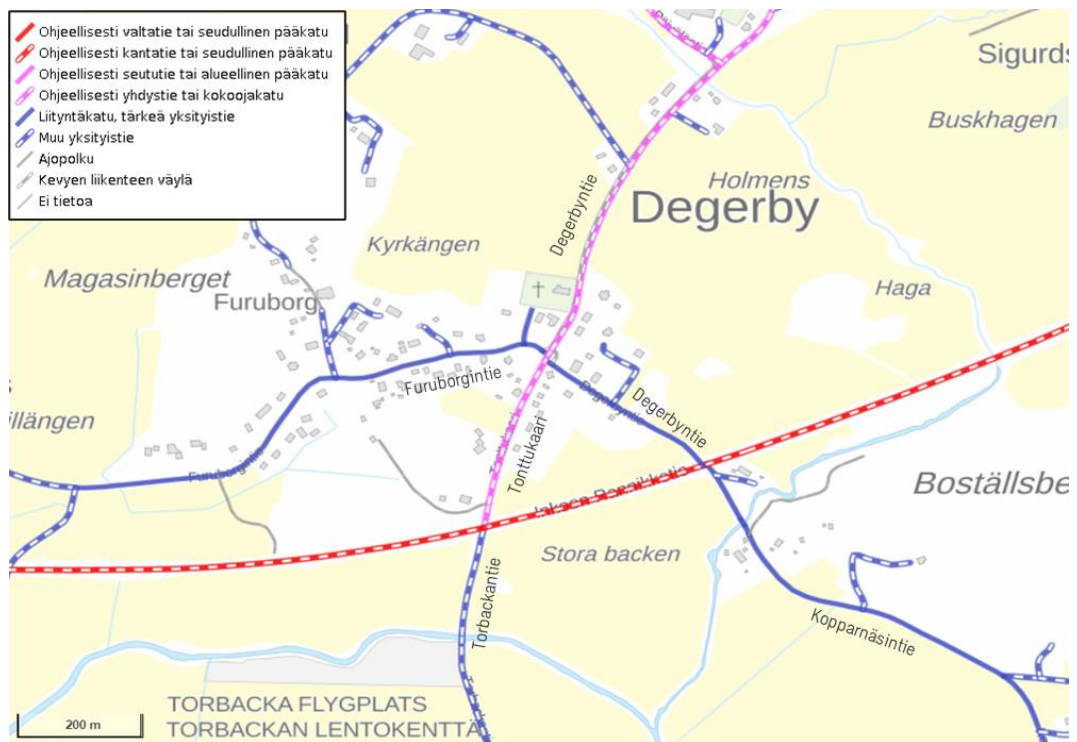 Ohjeellisesti valtatie tai seudullinen pääkatu
Ohjeellisesti kantatie tai seudullinen pääkatu
Ohjeellisesti seututie tai alueellinen pääkatu
Ohjeellisesti yhdystie tai kokoojakatu
Liityntäkatu, tärkeä yksityistie
Muu yksityistie
Ajopolku
Kevyen liikenteen väylä
Ei tietoa
Sigurds
Buskhagen
Holmens
Degerby
Degerbyntie
Kyrkängen
Magasinberget
Furuborg
Haga
Furuborgintie
Degerbyntie
Degerbyntie
illängen
Furuborgintie
Tonttukaari
Boställsbe
Stora backen
Torbackantie
Kopparnäsintie
200 m
TORBACKA FLYGPLATS
TORBACKAN LENTOKENTTÄ